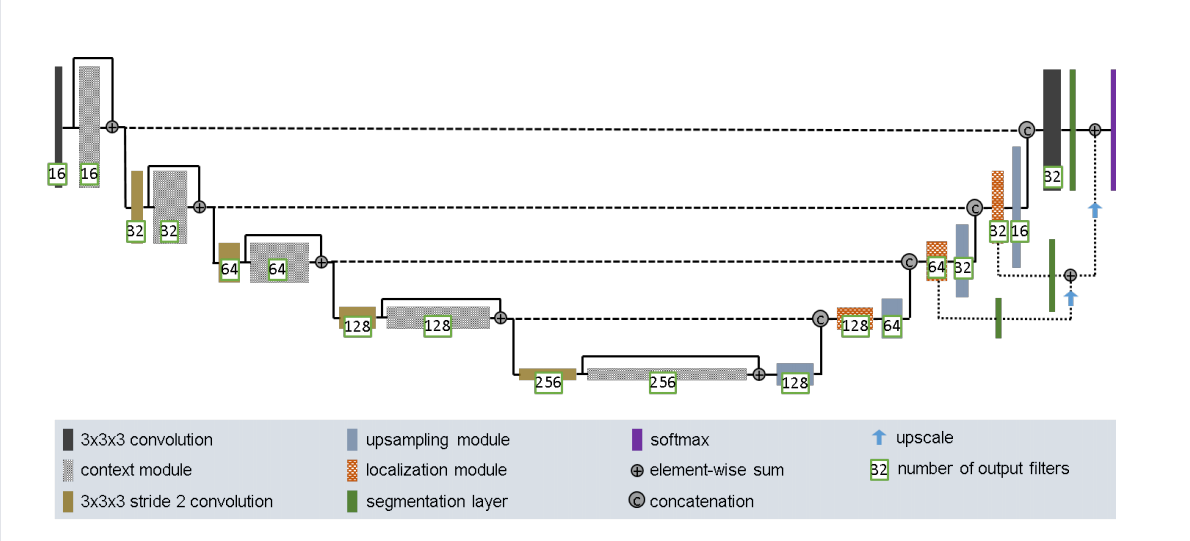 16
16
32
32
32
32
16
64
64
64
32
128
128
128
64
256
256
128
C
C
C
C
3x3x3 convolution
upsampling module
softmax
upscale
context module
localization module
element-wise sum
32
number of output filters
3x3x3 stride 2 convolution
segmentation layer
C
concatenation